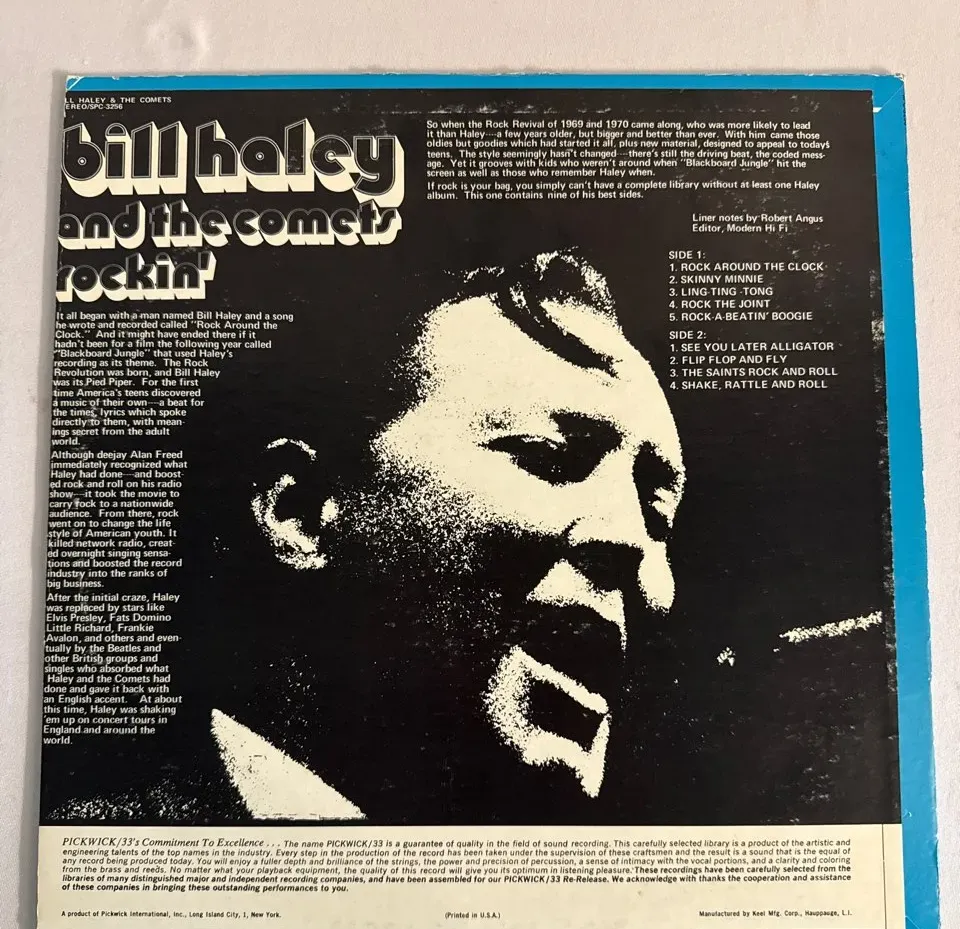 LL HALEY & THE COMETS
EREO/SPC-3256
bill haley
and the comets
rockin'
It all began with a man named Bill Haley and a song
he wrote and recorded called "Rock Around the
Clock." And it might have ended there if it
hadn't been for a film the following year called
"Blackboard Jungle" that used Haley's
recording as its theme. The Rock
Revolution was born, and Bill Haley
was its Pied Piper. For the first
time America's teens discovered
a music of their own---a beat for
the times, lyrics which spoke
directly to them, with mean-
ings secret from the adult
world.
Although deejay Alan Freed
immediately recognized what
Haley had done---and boost-
ed rock and roll on his radio
show---it took the movie to
carry rock to a nationwide
audience. From there, rock
went on to change the life
style of American youth. It
killed network radio, creat-
ed overnight singing sensa-
tions and boosted the record
industry into the ranks of
big business.
After the initial craze, Haley
was replaced by stars like
Elvis Presley, Fats Domino
Little Richard, Frankie
Avalon, and others and even-
tually by the Beatles and
other British groups and
singles who absorbed what
Haley and the Comets had
done and gave it back with
an English accent. At about
this time, Haley was shaking
'em up on concert tours in
England and around the
world.
So when the Rock Revival of 1969 and 1970 came along, who was more likely to lead
it than Haley---a few years older, but bigger and better than ever. With him came those
oldies but goodies which had started it all, plus new material, designed to appeal to todays
teens. The style seemingly hasn't changed---there's still the driving beat, the coded mess-
age. Yet it grooves with kids who weren't around when "Blackboard Jungle" hit the
screen as well as those who remember Haley when.
If rock is your bag, you simply can't have a complete library without at least one Haley
album. This one contains nine of his best sides.
Liner notes by Robert Angus
Editor, Modern Hi Fi
SIDE 1:
1. ROCK AROUND THE CLOCK
2. SKINNY MINNIE
3. LING-TING-TONG
4. ROCK THE JOINT
5. ROCK-A-BEATIN' BOOGIE
SIDE 2:
1. SEE YOU LATER ALLIGATOR
2. FLIP FLOP AND FLY
3. THE SAINTS ROCK AND ROLL
4. SHAKE, RATTLE AND ROLL
PICKWICK/33's Commitment To Excellence . . . The name PICKWICK/33 is a guarantee of quality in the field of sound recording. This carefully selected library is a product of the artistic and
engineering talents of the top names in the industry. Every step in the production of the record has been taken under the supervision of these craftsmen and the result is a sound that is the equal of
any record being produced today. You will enjoy a fuller depth and brilliance of the strings, the power and precision of percussion, a sense of intimacy with the vocal portions, and a clarity and coloring
from the brass and reeds. No matter what your playback equipment, the quality of this record will give you its optimum in listening pleasure. These recordings have been carefully selected from the
libraries of many distinguished major and independent recording companies, and have been assembled for our PICKWICK/33 Re-Release. We acknowledge with thanks the cooperation and assistance
of these companies in bringing these outstanding performances to you.
A product of Pickwick International, Inc., Long Island City, 1, New York.
(Printed in U.S.A.)
Manufactured by Keel Mfg. Corp., Hauppauge, L.I.